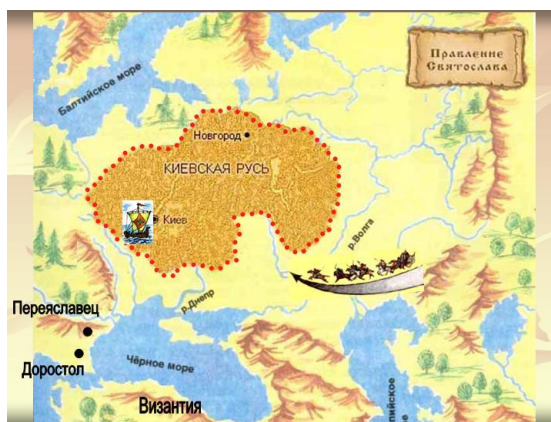 Правление
Святослава
Балтийское море
Новгород
КИЕВСКАЯ РУСЬ
Киев
р.Волга
р.Днепр
Переяславец
Доростол
Чёрное море
Византия